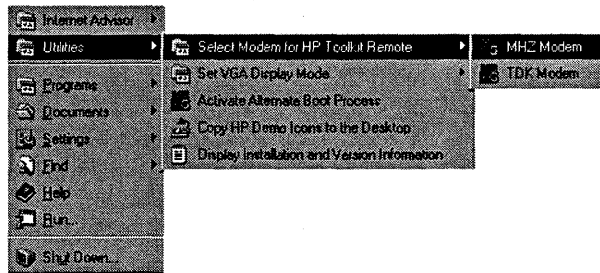 Internet Advisor
Utilities
Programs
Documents
Settings
Find
Help
Run...
Shut Down...
Select Modem for HP Toolkit Remote
Set VGA Display Mode
Activate Alternate Boot Process
Copy HP Demo Icons to the Desktop
Display Installation and Version Information
MHZ Modem
TDK Modem